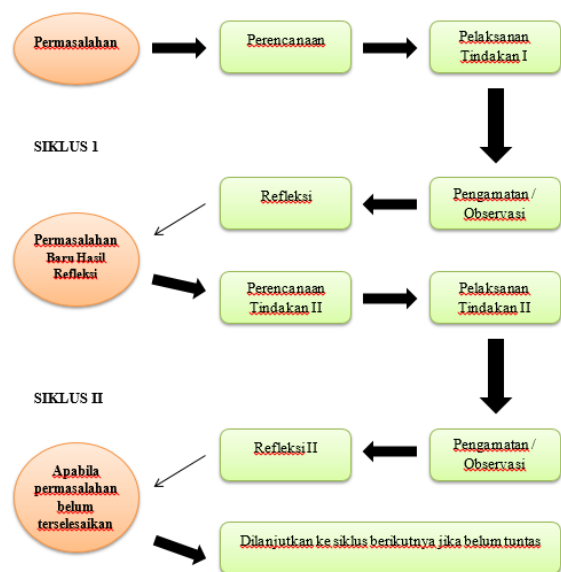 Permasalahan
Perencanaan
Pelaksanan
Tindakan I
SIKLUS 1
Refleksi
Pengamatan /
Observasi
Permasalahan
Baru Hasil
Refleksi
Perencanaan
Tindakan II
Pelaksanan
Tindakan II
SIKLUS II
Refleksi II
Pengamatan /
Observasi
Apabila
permasalahan
belum
terselesaikan
Dilanjutkan ke siklus berikutnya jika belum tuntas